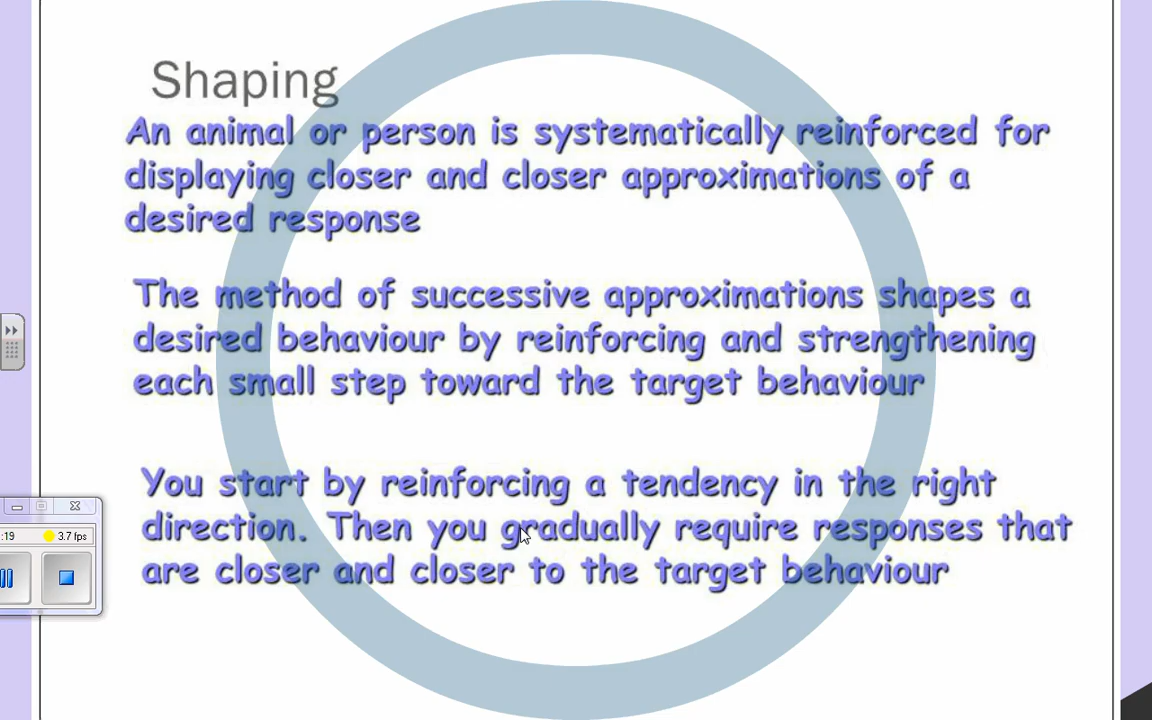 Shaping
An animal or person is systematically reinforced for
displaying closer and closer approximations of a
desired response
The method of successive approximations shapes a
desired behaviour by reinforcing and strengthening
each small step toward the target behaviour
You start by reinforcing a tendency in the right
direction. Then you gradually require responses that
are closer and closer to the target behaviour
:19 3.7 fps